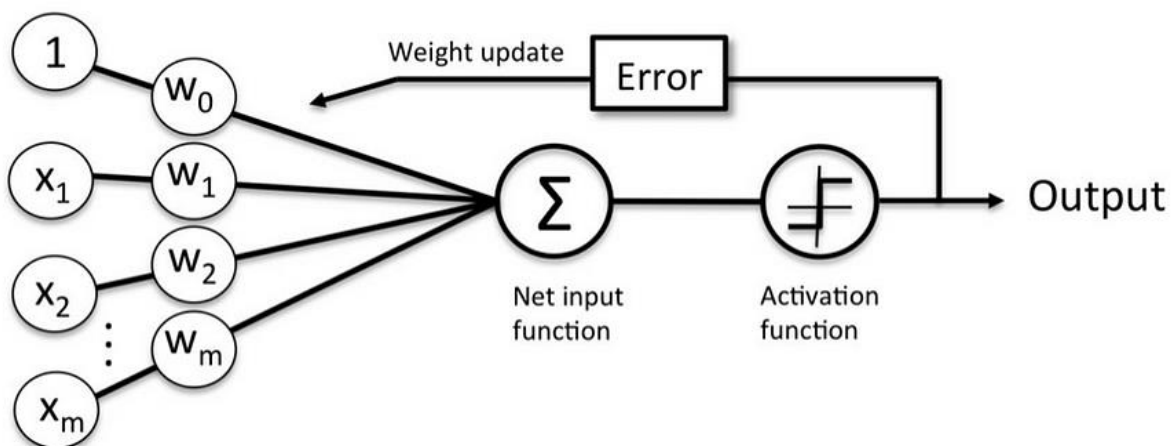 1
w₀
Weight update
Error
x₁
w₁
Σ
Output
x₂
w₂
Net input
function
Activation
function
⋮
wₘ
xₘ